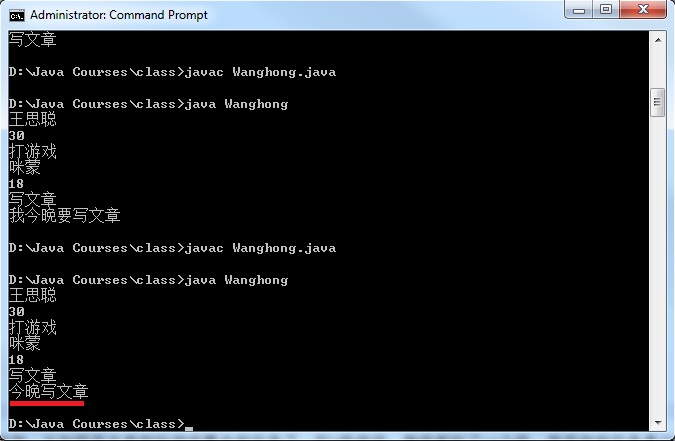 Administrator: Command Prompt
写文章
D:\Java Courses\class>javac Wanghong.java
D:\Java Courses\class>java Wanghong
王思聪
30
打游戏
咪蒙
18
写文章
我今晚要写文章
D:\Java Courses\class>javac Wanghong.java
D:\Java Courses\class>java Wanghong
王思聪
30
打游戏
咪蒙
18
写文章
今晚写文章
D:\Java Courses\class>_